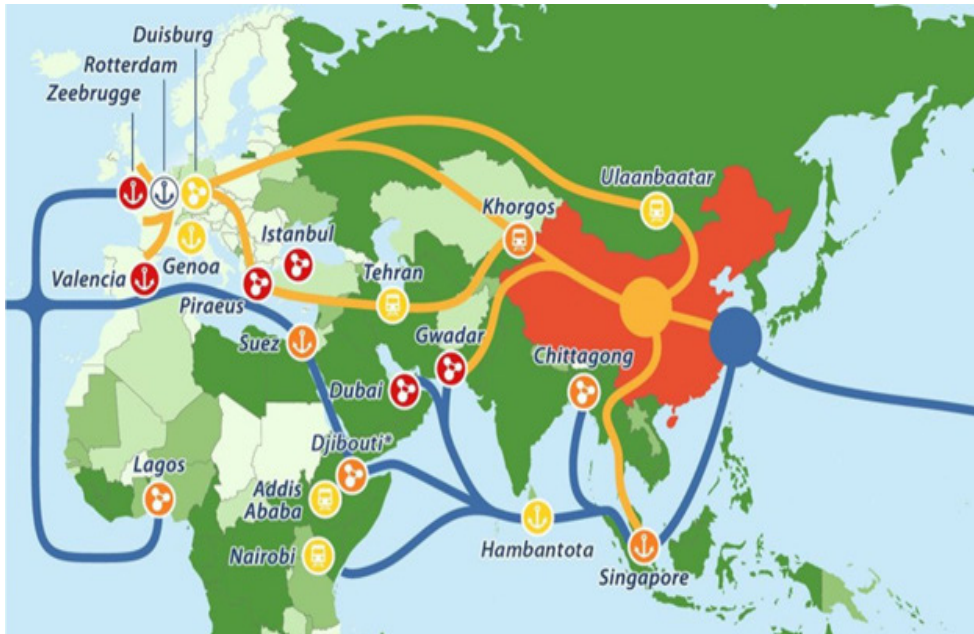 Duisburg
Rotterdam
Zeebrugge
Ulaanbaatar
Khorgos
Istanbul
Genoa
Valencia
Tehran
Piraeus
Suez
Gwadar
Chittagong
Dubai
Djibouti*
Lagos
Addis
Ababa
Nairobi
Hambantota
Singapore